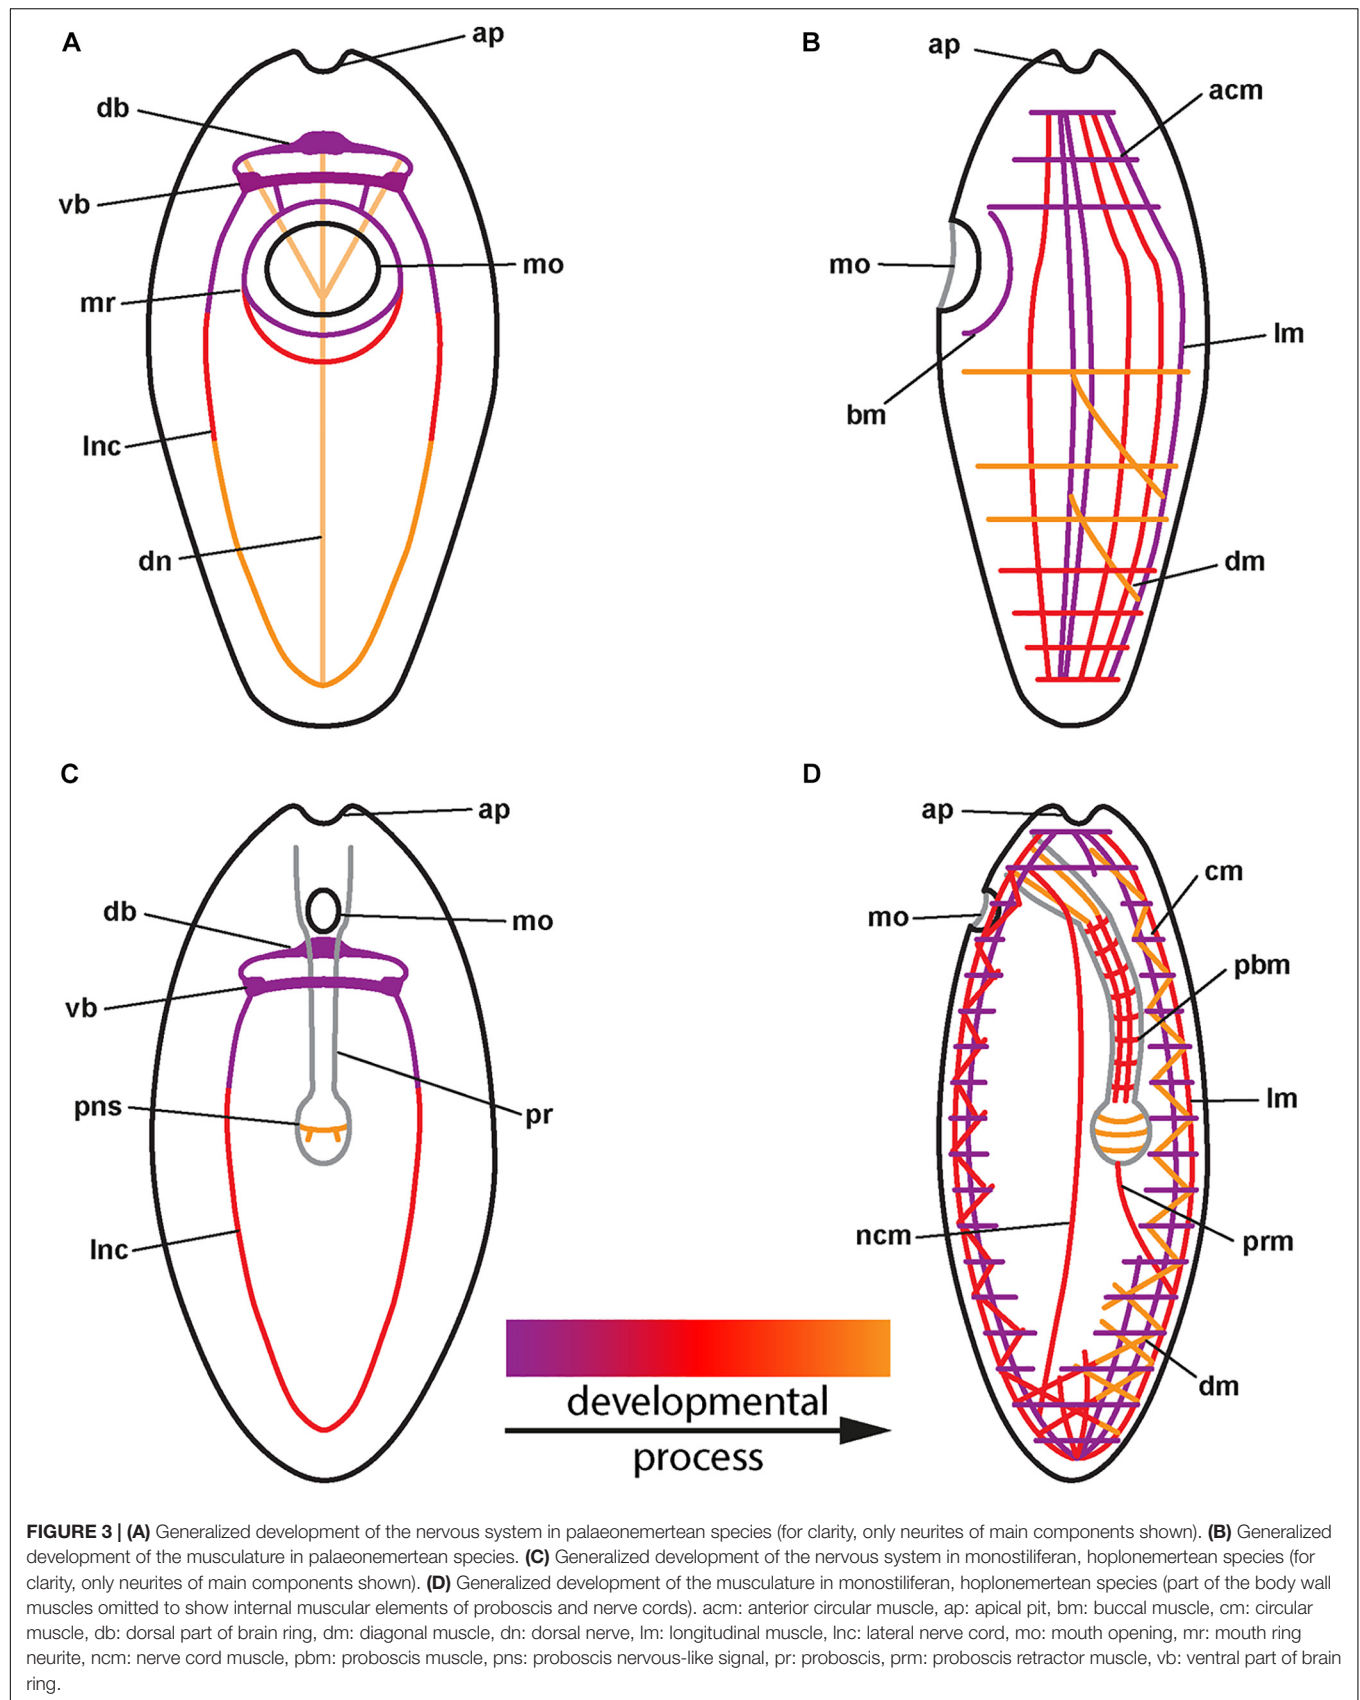 A
ap
db
vb
mo
mr
lnc
dn
B
ap
acm
mo
lm
bm
dm
C
ap
db
mo
vb
pns
pr
lnc
D
ap
cm
mo
pbm
lm
ncm
prm
dm
developmental
process
FIGURE 3 | (A) Generalized development of the nervous system in palaeonemertean species (for clarity, only neurites of main components shown). (B) Generalized
development of the musculature in palaeonemertean species. (C) Generalized development of the nervous system in monostiliferan, hoplonemertean species (for
clarity, only neurites of main components shown). (D) Generalized development of the musculature in monostiliferan, hoplonemertean species (part of the body wall
muscles omitted to show internal muscular elements of proboscis and nerve cords). acm: anterior circular muscle, ap: apical pit, bm: buccal muscle, cm: circular
muscle, db: dorsal part of brain ring, dm: diagonal muscle, dn: dorsal nerve, lm: longitudinal muscle, lnc: lateral nerve cord, mo: mouth opening, mr: mouth ring
neurite, ncm: nerve cord muscle, pbm: proboscis muscle, pns: proboscis nervous-like signal, pr: proboscis, prm: proboscis retractor muscle, vb: ventral part of brain
ring.